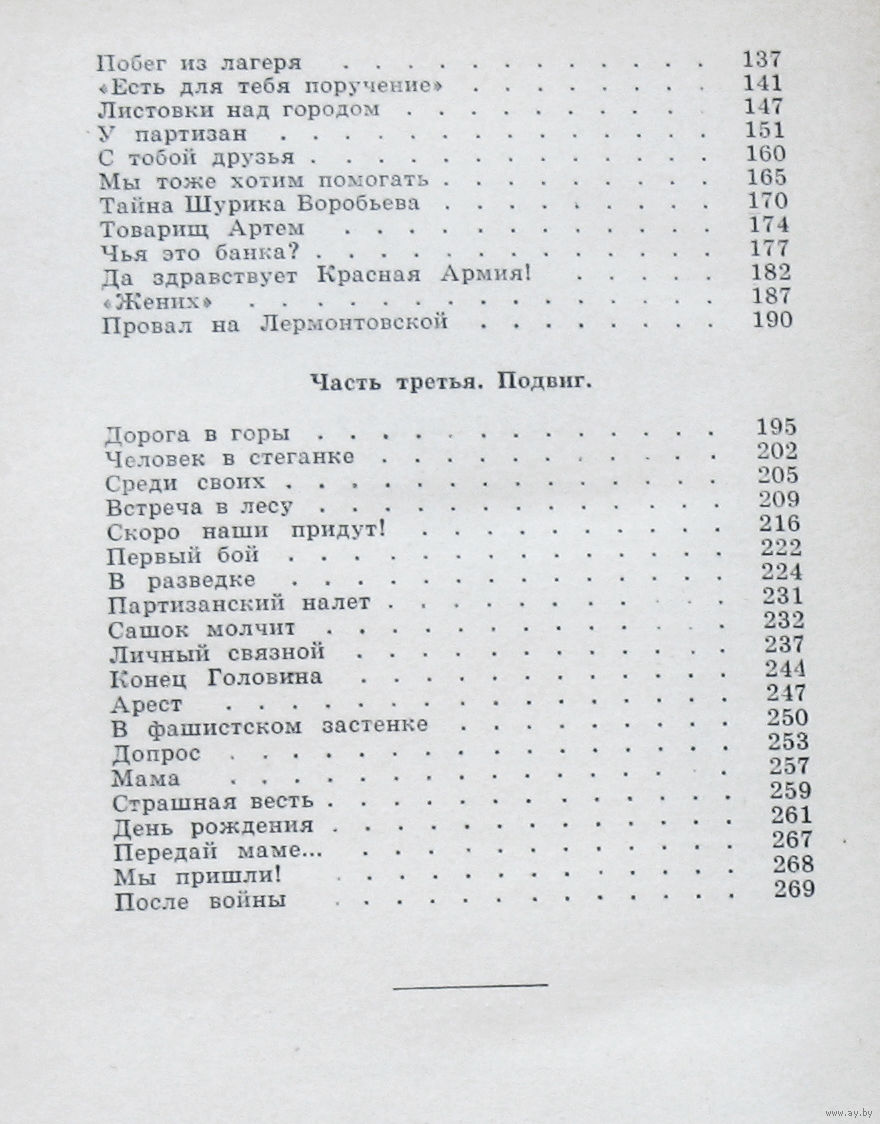 Побег из лагеря . . . . . . . . . . . . 137
«Есть для тебя поручение» . . . . . . . . 141
Листовки над городом . . . . . . . . . . 147
У партизан . . . . . . . . . . . . . . 151
С тобой друзья . . . . . . . . . . . . . 160
Мы тоже хотим помогать . . . . . . . . . 165
Тайна Шурика Воробьева . . . . . . . . . 170
Товарищ Артем . . . . . . . . . . . . 174
Чья это банка? . . . . . . . . . . . . . 177
Да здравствует Красная Армия! . . . . . 182
«Жених» . . . . . . . . . . . . . . . 187
Провал на Лермонтовской . . . . . . . . 190
Часть третья. Подвиг.
Дорога в горы . . . . . . . . . . . . . 195
Человек в стеганке . . . . . . . . . . . 202
Среди своих . . . . . . . . . . . . . . 205
Встреча в лесу . . . . . . . . . . . . 209
Скоро наши придут! . . . . . . . . . . 216
Первый бой . . . . . . . . . . . . . . 222
В разведке . . . . . . . . . . . . . . 224
Партизанский налет . . . . . . . . . . . 231
Сашок молчит . . . . . . . . . . . . . 232
Личный связной . . . . . . . . . . . 237
Конец Головина . . . . . . . . . . . . 244
Арест . . . . . . . . . . . . . . . . 247
В фашистском застенке . . . . . . . . . 250
Допрос . . . . . . . . . . . . . . . . 253
Мама . . . . . . . . . . . . . . . . 257
Страшная весть . . . . . . . . . . . . . 259
День рождения . . . . . . . . . . . . . 261
Передай маме... . . . . . . . . . . . . 267
Мы пришли! . . . . . . . . . . . . . 268
После войны . . . . . . . . . . . . . 269
www.ay.by